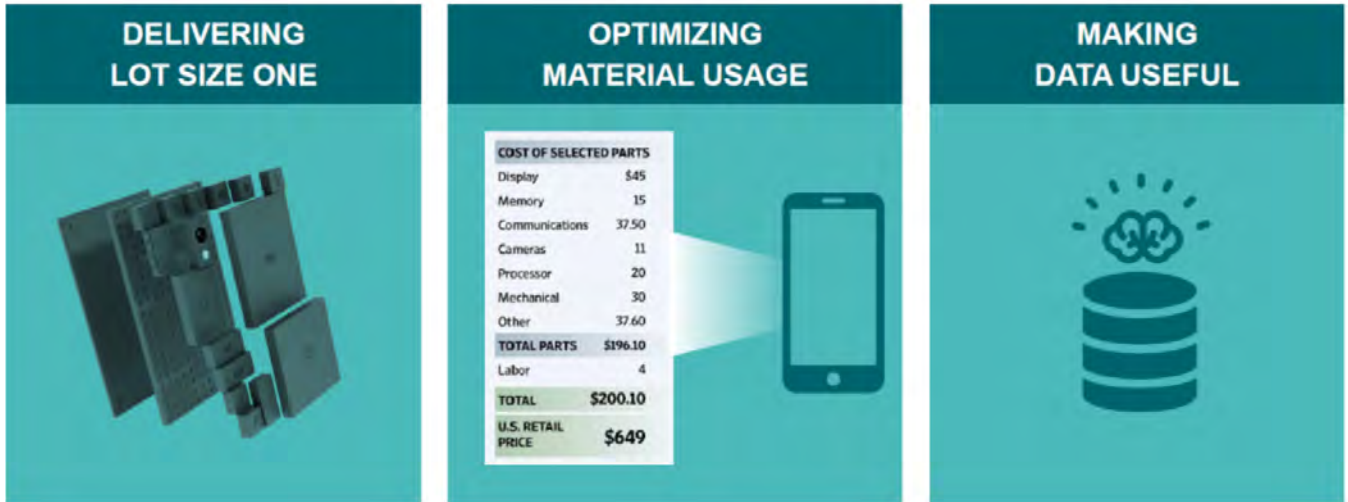 DELIVERING
LOT SIZE ONE
OPTIMIZING
MATERIAL USAGE
COST OF SELECTED PARTS
Display $45
Memory 15
Communications 37.50
Cameras 11
Processor 20
Mechanical 30
Other 37.60
TOTAL PARTS $196.10
Labor 4
TOTAL $200.10
U.S. RETAIL
PRICE $649
MAKING
DATA USEFUL